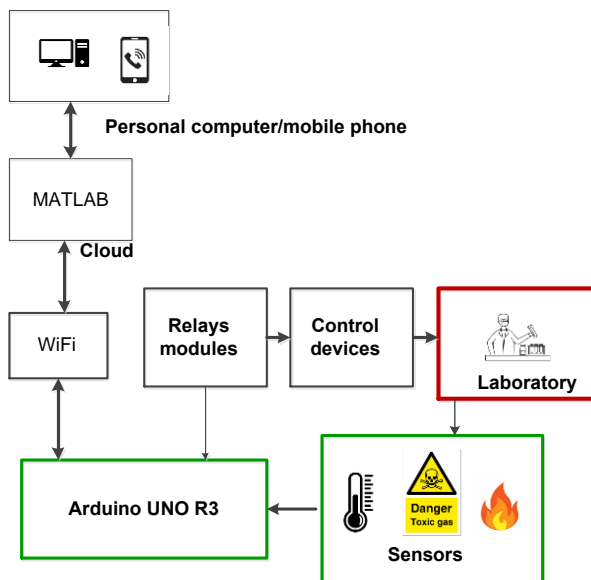 Personal computer/mobile phone
MATLAB
Cloud
WiFi
Relays
modules
Control
devices
Laboratory
Arduino UNO R3
Danger
Toxic gas
Sensors